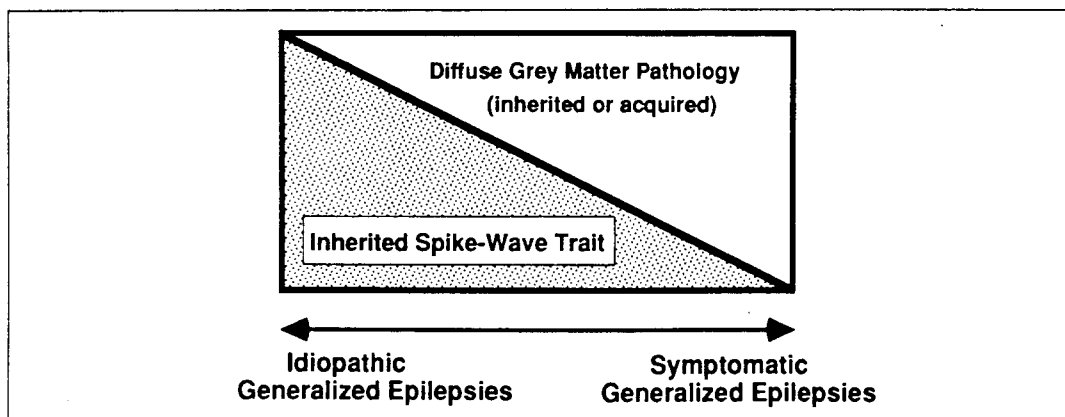 Diffuse Grey Matter Pathology
(inherited or acquired)
Inherited Spike-Wave Trait
Idiopathic
Generalized Epilepsies
Symptomatic
Generalized Epilepsies